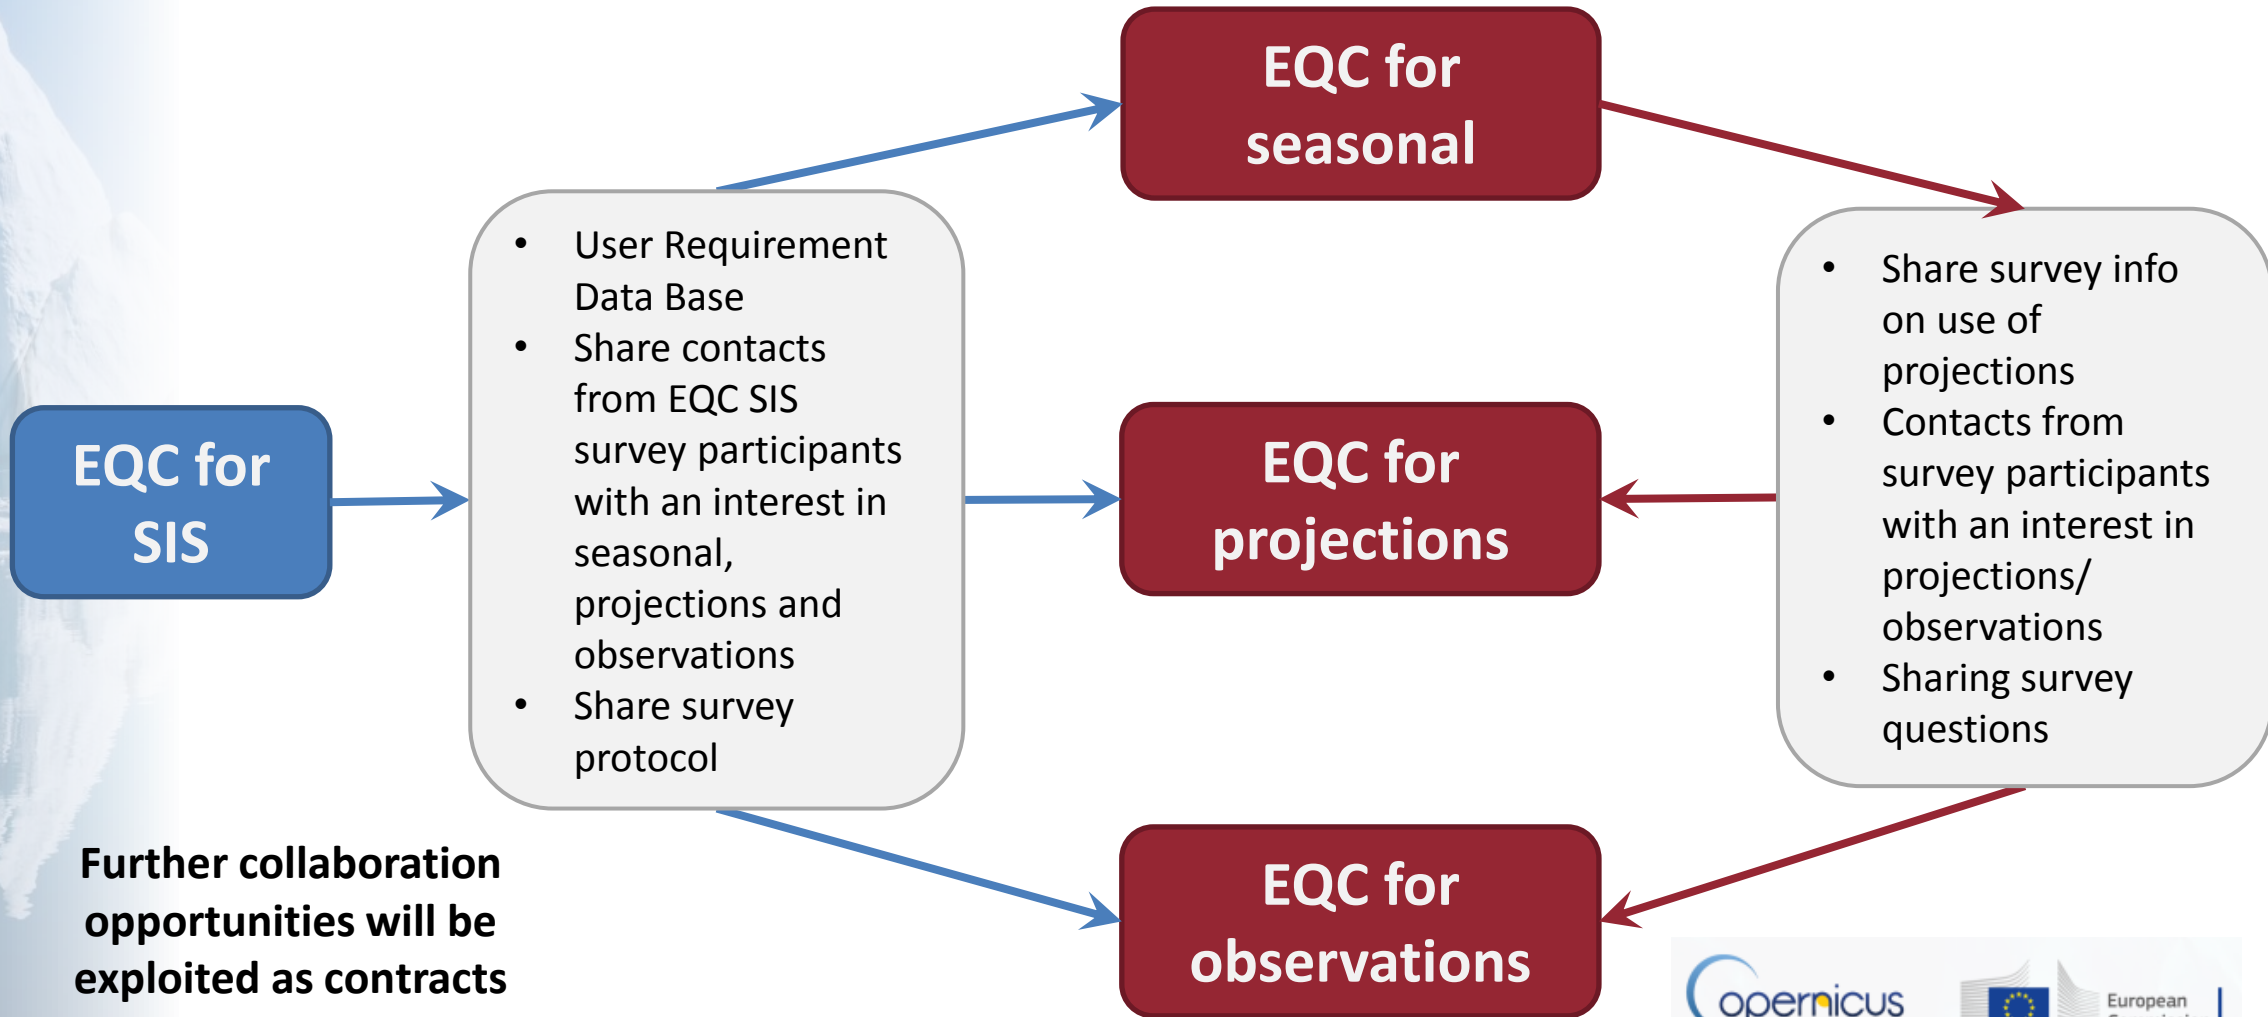 EQC for
seasonal
• User Requirement
Data Base
• Share contacts
from EQC SIS
survey participants
with an interest in
seasonal,
projections and
observations
• Share survey
protocol
• Share survey info
on use of
projections
• Contacts from
survey participants
with an interest in
projections/
observations
• Sharing survey
questions
EQC for
SIS
EQC for
projections
EQC for
observations
Further collaboration
opportunities will be
exploited as contracts
opernicus
European